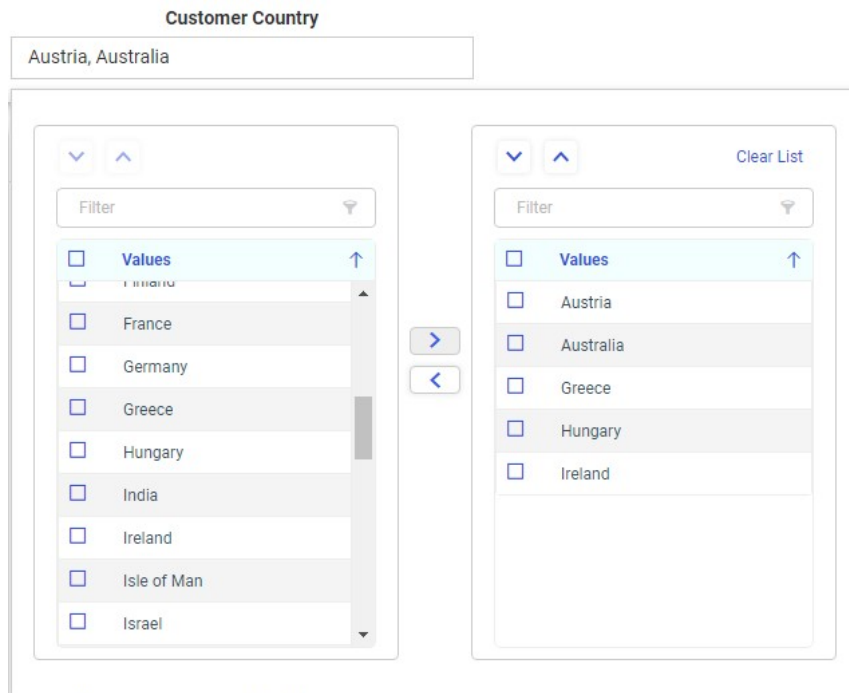 Customer Country
Austria, Australia
Filter
Values
Finland
France
Germany
Greece
Hungary
India
Ireland
Isle of Man
Israel
Clear List
Filter
Values
Austria
Australia
Greece
Hungary
Ireland